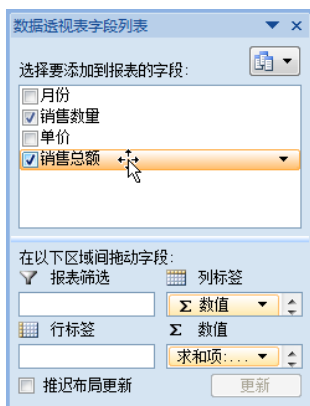 数据透视表字段列表
选择要添加到报表的字段:
月份
销售数量
单价
销售总额
在以下区域间拖动字段:
报表筛选 列标签
Σ 数值
行标签 Σ 数值
求和项:...
推迟布局更新 更新